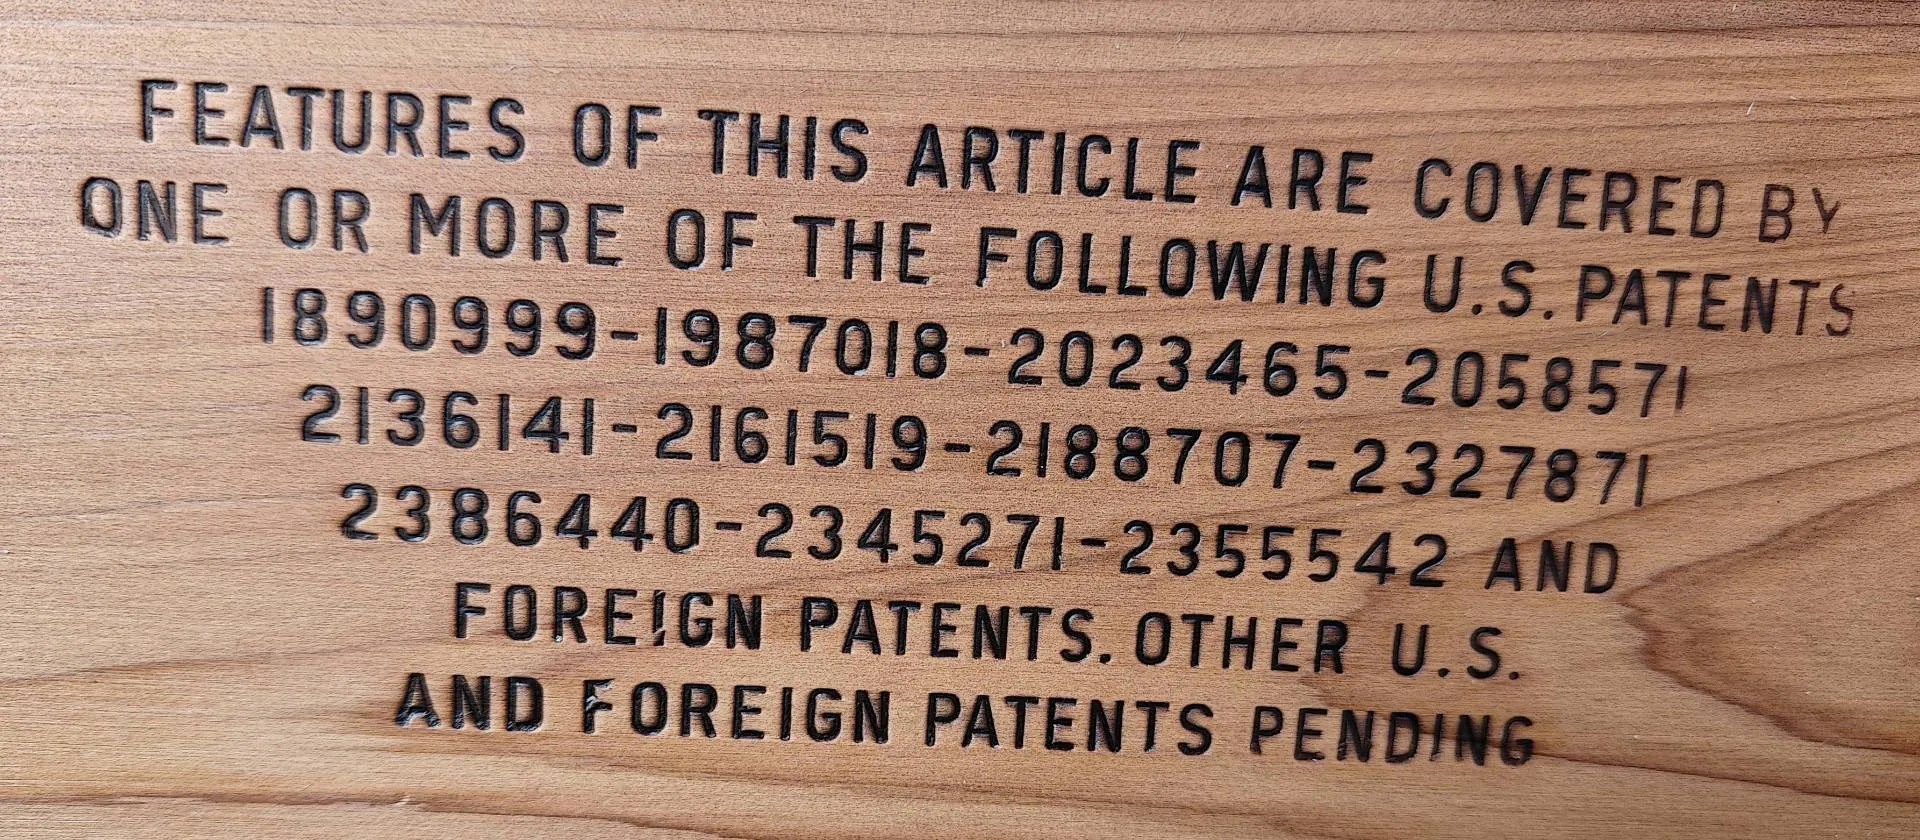 FEATURES OF THIS ARTICLE ARE COVERED BY
ONE OR MORE OF THE FOLLOWING U.S. PATENTS
1890999-1987018-2023465-2058571
2136141-2161519-2188707-2327871
2386440-2345271-2355542 AND
FOREIGN PATENTS. OTHER U.S.
AND FOREIGN PATENTS PENDING